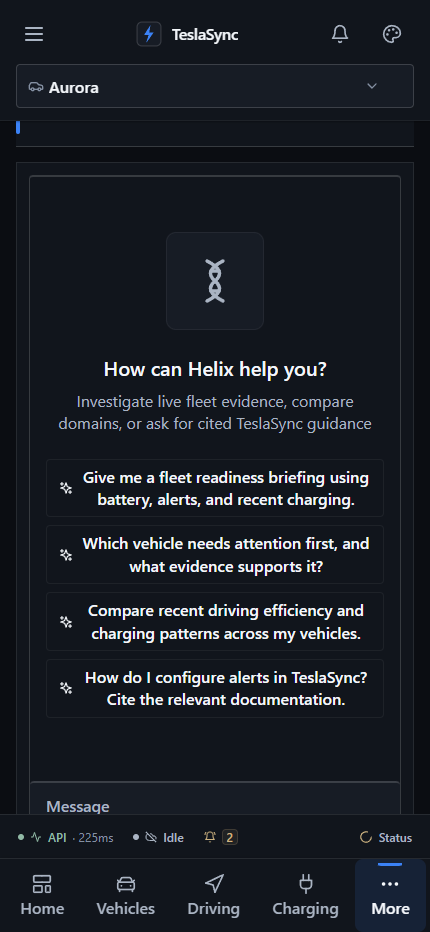 TeslaSync
Aurora
How can Helix help you?
Investigate live fleet evidence, compare
domains, or ask for cited TeslaSync guidance
Give me a fleet readiness briefing using
battery, alerts, and recent charging.
Which vehicle needs attention first, and
what evidence supports it?
Compare recent driving efficiency and
charging patterns across my vehicles.
How do I configure alerts in TeslaSync?
Cite the relevant documentation.
Message
API · 225ms Idle 2 Status
Home Vehicles Driving Charging More